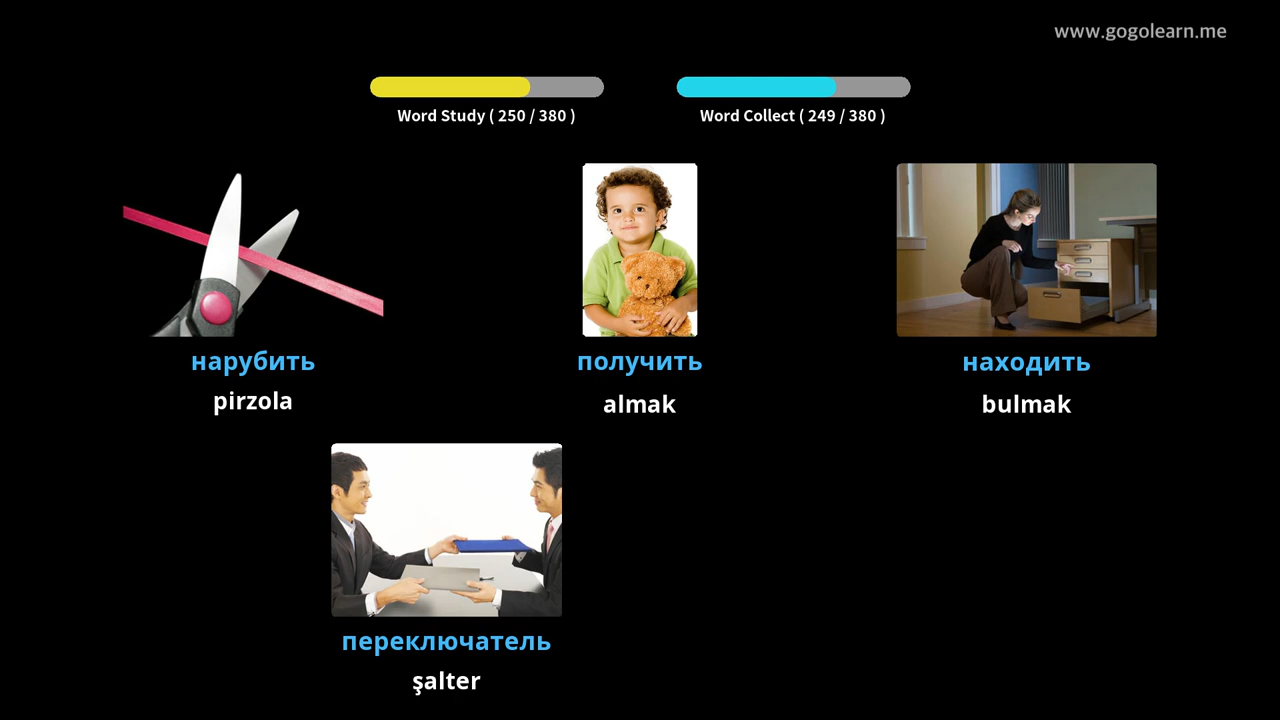 www.gogolearn.me
Word Study ( 250 / 380 )
Word Collect ( 249 / 380 )
нарубить
pirzola
получить
almak
находить
bulmak
переключатель
şalter